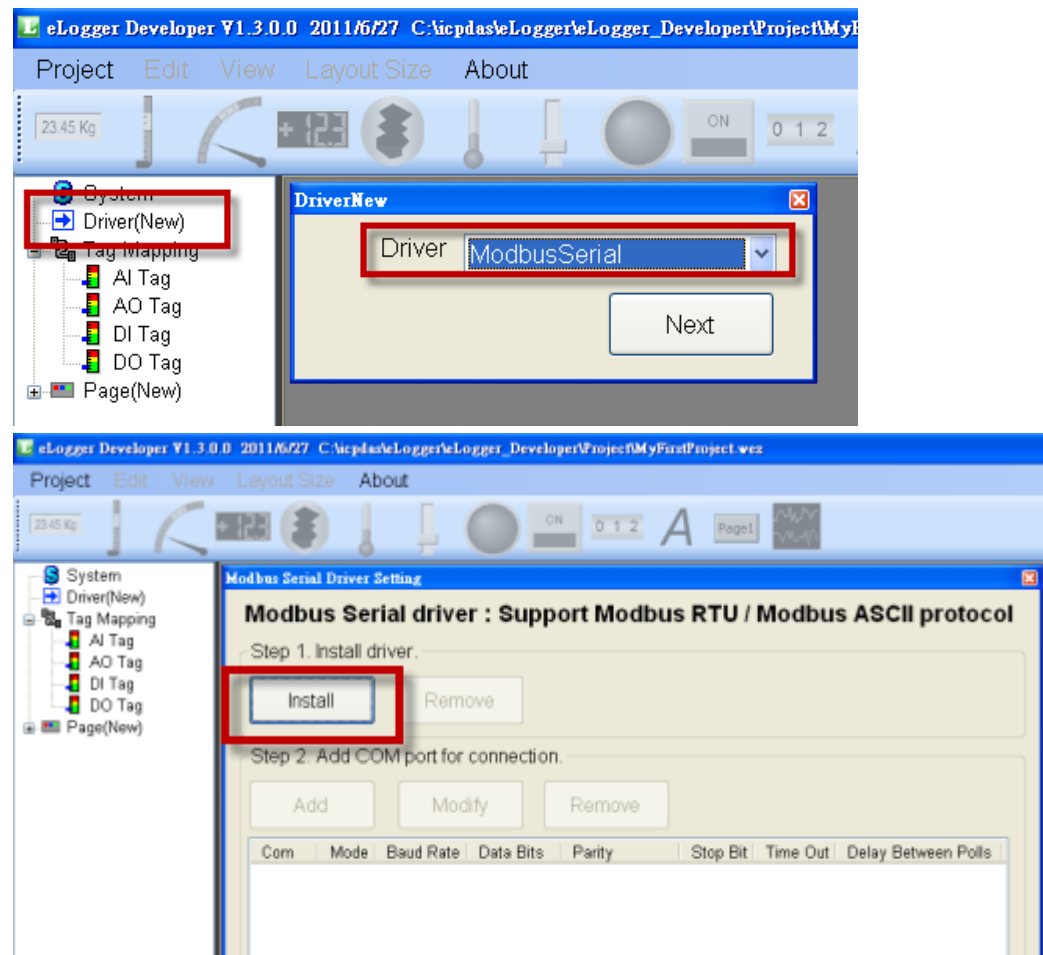 eLogger Developer V1.3.0.0 2011/6/27 C:\icpdas\eLogger\eLogger_Developer\Project\MyF
Project Edit View Layout Size About
23.45 Kg
+ 12.3
ON
0 1 2
System
Driver(New)
Tag Mapping
AI Tag
AO Tag
DI Tag
DO Tag
Page(New)
DriverNew
Driver ModbusSerial
Next
eLogger Developer V1.3.0.0 2011/6/27 C:\icpdas\eLogger\eLogger_Developer\Project\MyFirstProject.wez
Project Edit View Layout Size About
23.45 Kg
+ 12.3
ON
0 1 2
A
Page1
System
Driver(New)
Tag Mapping
AI Tag
AO Tag
DI Tag
DO Tag
Page(New)
Modbus Serial Driver Setting
Modbus Serial driver : Support Modbus RTU / Modbus ASCII protocol
Step 1. Install driver.
Install Remove
Step 2. Add COM port for connection.
Add Modify Remove
Com Mode Baud Rate Data Bits Parity Stop Bit Time Out Delay Between Polls